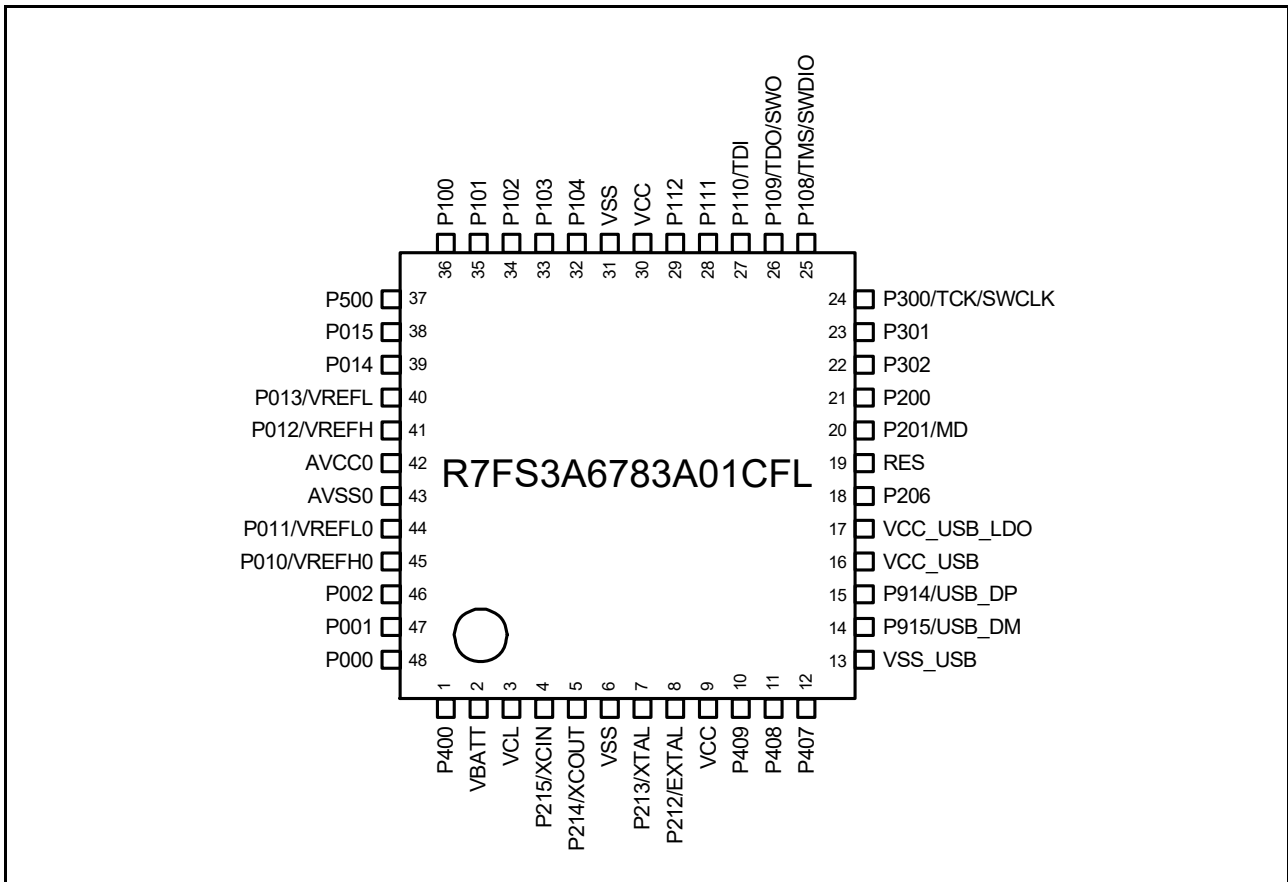 P100
P101
P102
P103
P104
VSS
VCC
P112
P111
P110/TDI
P109/TDO/SWO
P108/TMS/SWDIO
36
35
34
33
32
31
30
29
28
27
26
25
P500 37
P015 38
P014 39
P013/VREFL 40
P012/VREFH 41
AVCC0 42
AVSS0 43
P011/VREFL0 44
P010/VREFH0 45
P002 46
P001 47
P000 48
R7FS3A6783A01CFL
24 P300/TCK/SWCLK
23 P301
22 P302
21 P200
20 P201/MD
19 RES
18 P206
17 VCC_USB_LDO
16 VCC_USB
15 P914/USB_DP
14 P915/USB_DM
13 VSS_USB
1
2
3
4
5
6
7
8
9
10
11
12
P400
VBATT
VCL
P215/XCIN
P214/XCOUT
VSS
P213/XTAL
P212/EXTAL
VCC
P409
P408
P407